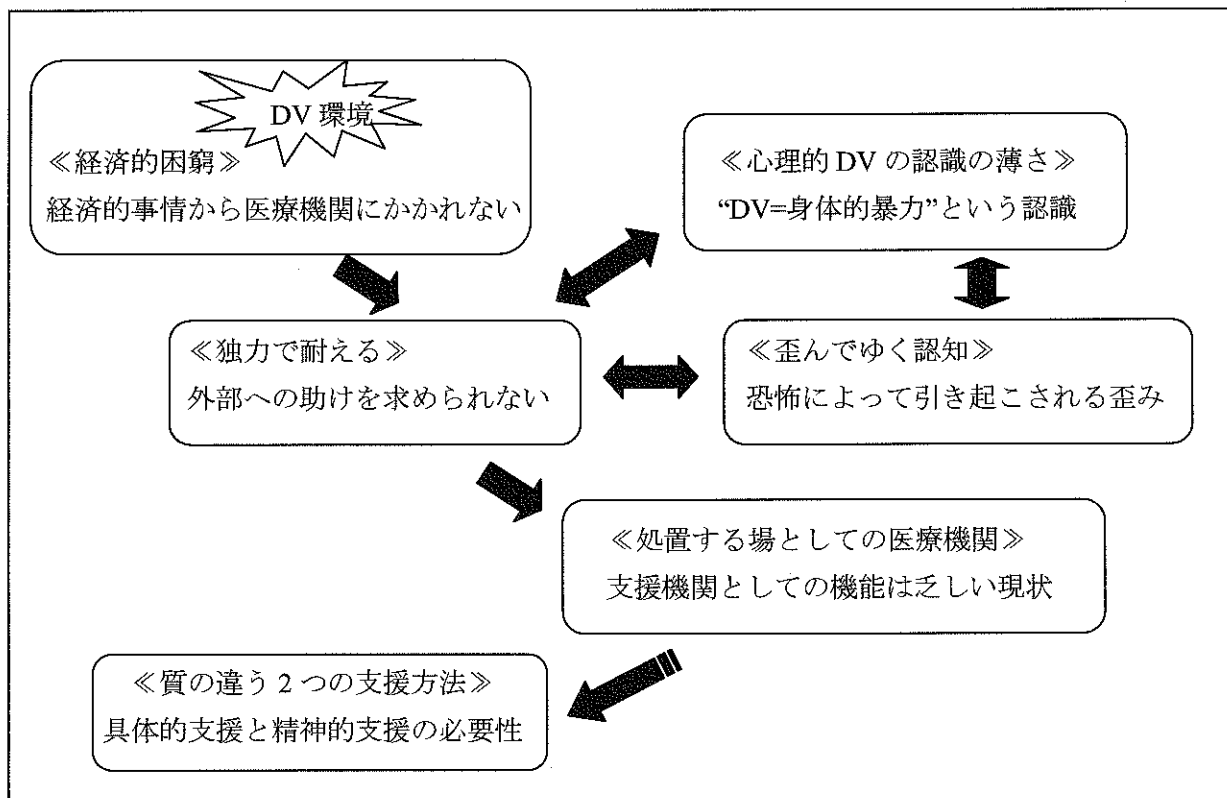 DV 環境
≪経済的困窮≫
経済的事情から医療機関にかかれない
≪心理的 DV の認識の薄さ≫
“DV=身体的暴力”という認識
≪独力で耐える≫
外部への助けを求められない
≪歪んでゆく認知≫
恐怖によって引き起こされる歪み
≪処置する場としての医療機関≫
支援機関としての機能は乏しい現状
≪質の違う 2 つの支援方法≫
具体的支援と精神的支援の必要性